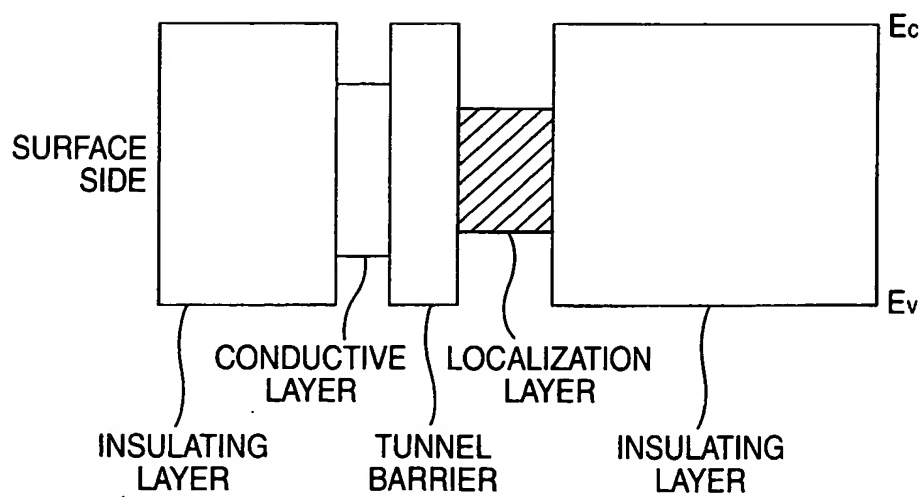 Ec
SURFACE
SIDE
Ev
CONDUCTIVE
LAYER
LOCALIZATION
LAYER
INSULATING
LAYER
TUNNEL
BARRIER
INSULATING
LAYER